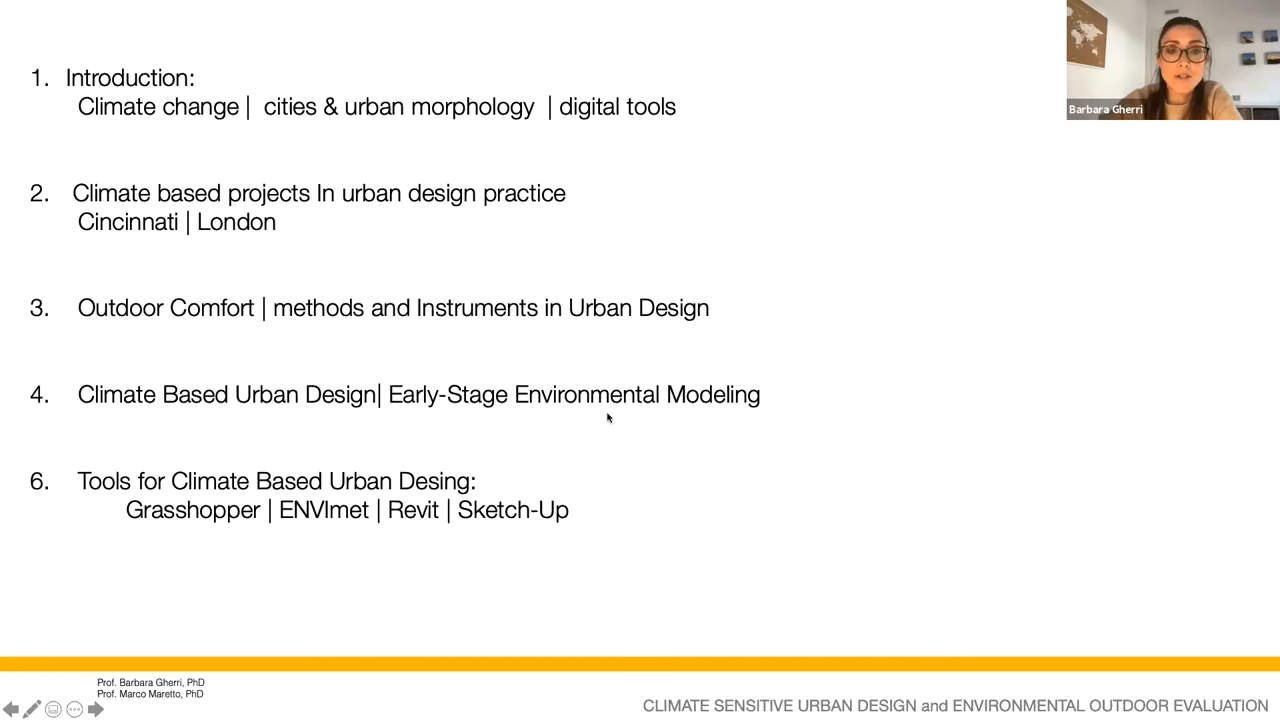 1. Introduction:
Climate change | cities & urban morphology | digital tools
2. Climate based projects In urban design practice
Cincinnati | London
3. Outdoor Comfort | methods and Instruments in Urban Design
4. Climate Based Urban Design| Early-Stage Environmental Modeling
6. Tools for Climate Based Urban Desing:
Grasshopper | ENVImet | Revit | Sketch-Up
Barbara Gherri
Prof. Barbara Gherri, PhD
Prof. Marco Maretto, PhD
CLIMATE SENSITIVE URBAN DESIGN and ENVIRONMENTAL OUTDOOR EVALUATION